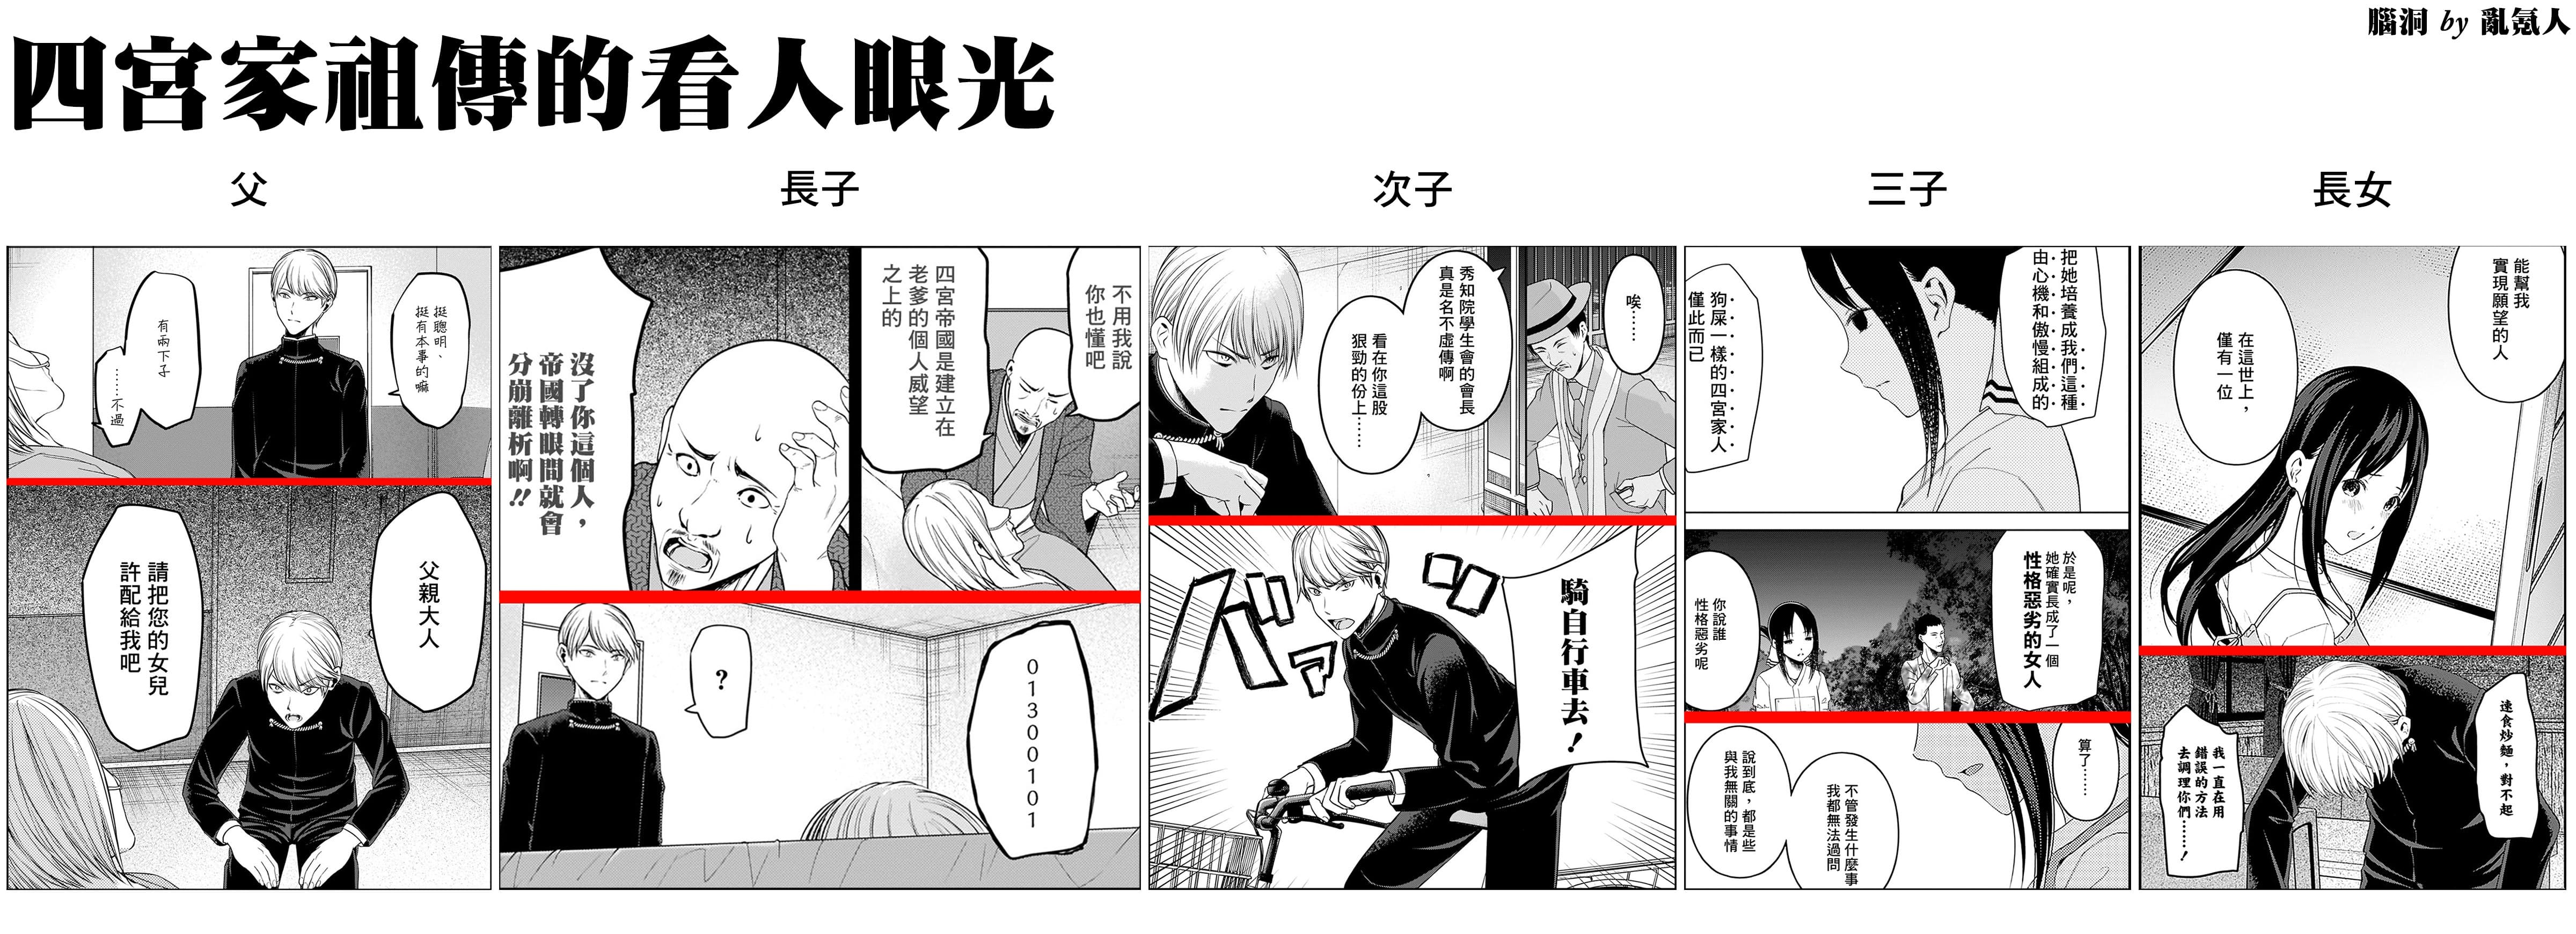 四宮家祖傳的看人眼光
腦洞 by 亂氪人
父
挺聰明、
挺有本事的嘛
有兩下子
……不過
父親大人
請把您的女兒
許配給我吧
長子
不用我說
你也懂吧
四宮帝國是建立在
老爹的個人威望
之上的
沒了你這個人，
帝國轉眼間就會
分崩離析啊!!
01300101
?
次子
唉……
秀知院學生會的會長
真是名不虛傳啊
看在你這股
狠勁的份上……
騎自行車去！
バッ
ガァ
三子
把她培養成我們這種
由心機和傲慢組成的
狗屎一樣的四宮家人
僅此而已
於是呢，
她確實長成了一個
性格惡劣的女人
你說誰
性格惡劣呢
算了……
不管發生什麼事
我都無法過問
說到底，都是些
與我無關的事情
長女
能幫我
實現願望的人
在這世上，
僅有一位
速食炒麵，對不起
我一直在用
錯誤的方法
去調理你們……！